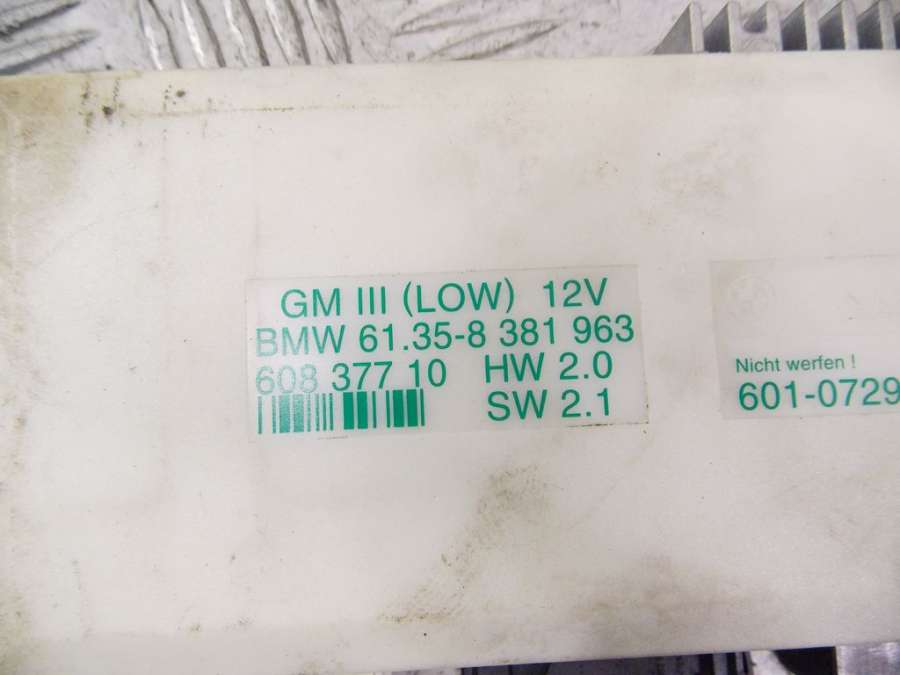 GM III (LOW) 12V
BMW 61.35-8 381 963
608 377 10 HW 2.0
SW 2.1
Nicht werfen !
601-0729